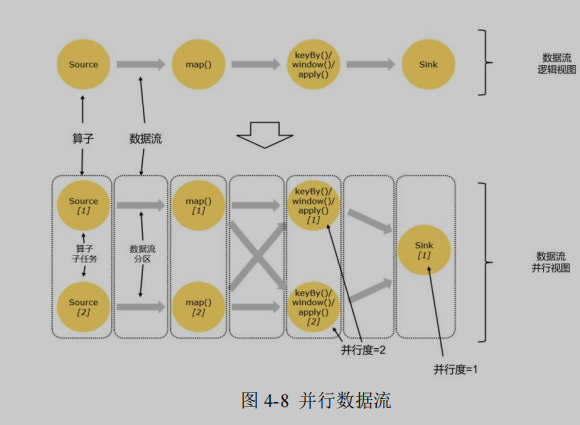 Source
map()
keyBy()/
window()/
apply()
Sink
数据流
逻辑视图
算子
数据流
Source
[1]
map()
[1]
keyBy()/
window()/
apply()
[1]
算子
子任务
数据流
分区
Sink
[1]
数据流
并行视图
Source
[2]
map()
[2]
keyBy()/
window()/
apply()
[2]
并行度=2
并行度=1
图 4-8 并行数据流